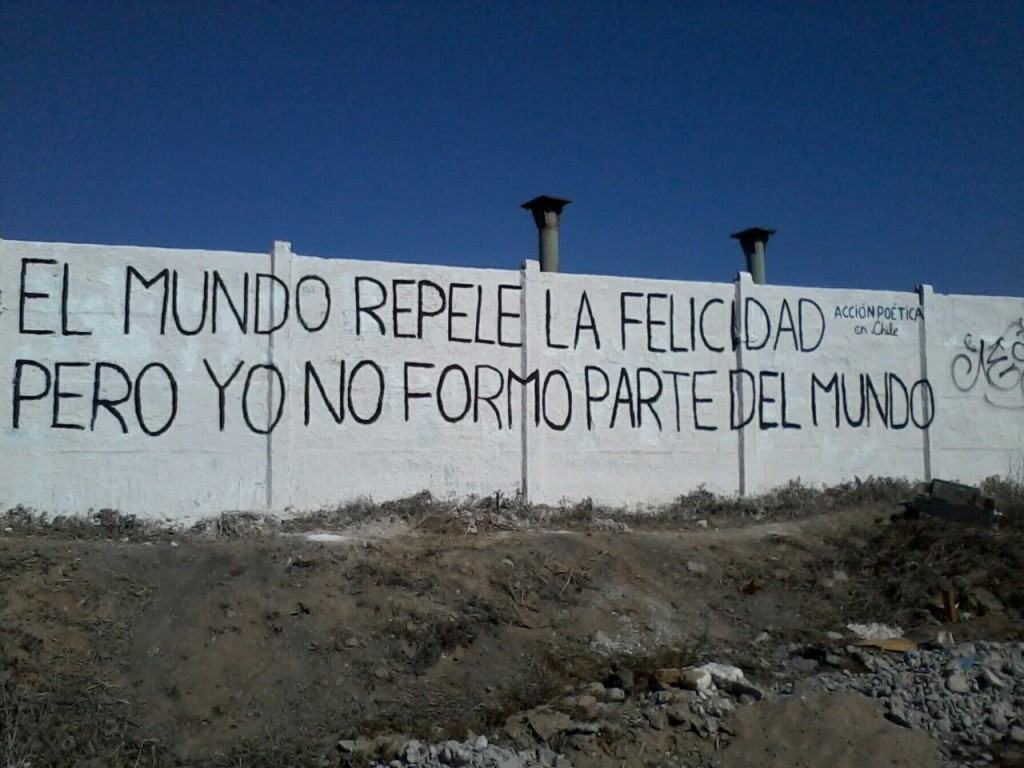 EL MUNDO REPELE LA FELICIDAD
PERO YO NO FORMO PARTE DEL MUNDO
ACCIÓN POÉTICA
en Chile